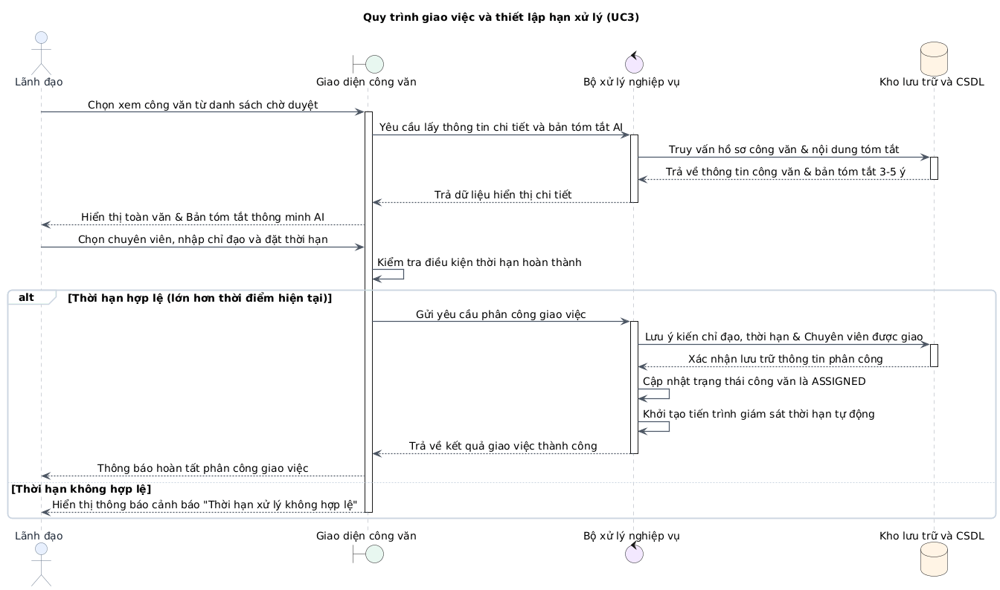 Quy trình giao việc và thiết lập hạn xử lý (UC3)
Lãnh đạo
Giao diện công văn
Bộ xử lý nghiệp vụ
Kho lưu trữ và CSDL
Chọn xem công văn từ danh sách chờ duyệt
Yêu cầu lấy thông tin chi tiết và bản tóm tắt AI
Truy vấn hồ sơ công văn & nội dung tóm tắt
Trả về thông tin công văn & bản tóm tắt 3-5 ý
Trả dữ liệu hiển thị chi tiết
Hiển thị toàn văn & Bản tóm tắt thông minh AI
Chọn chuyên viên, nhập chỉ đạo và đặt thời hạn
Kiểm tra điều kiện thời hạn hoàn thành
alt
[Thời hạn hợp lệ (lớn hơn thời điểm hiện tại)]
Gửi yêu cầu phân công giao việc
Lưu ý kiến chỉ đạo, thời hạn & Chuyên viên được giao
Xác nhận lưu trữ thông tin phân công
Cập nhật trạng thái công văn là ASSIGNED
Khởi tạo tiến trình giám sát thời hạn tự động
Trả về kết quả giao việc thành công
Thông báo hoàn tất phân công giao việc
[Thời hạn không hợp lệ]
Hiển thị thông báo cảnh báo "Thời hạn xử lý không hợp lệ"
Lãnh đạo
Giao diện công văn
Bộ xử lý nghiệp vụ
Kho lưu trữ và CSDL